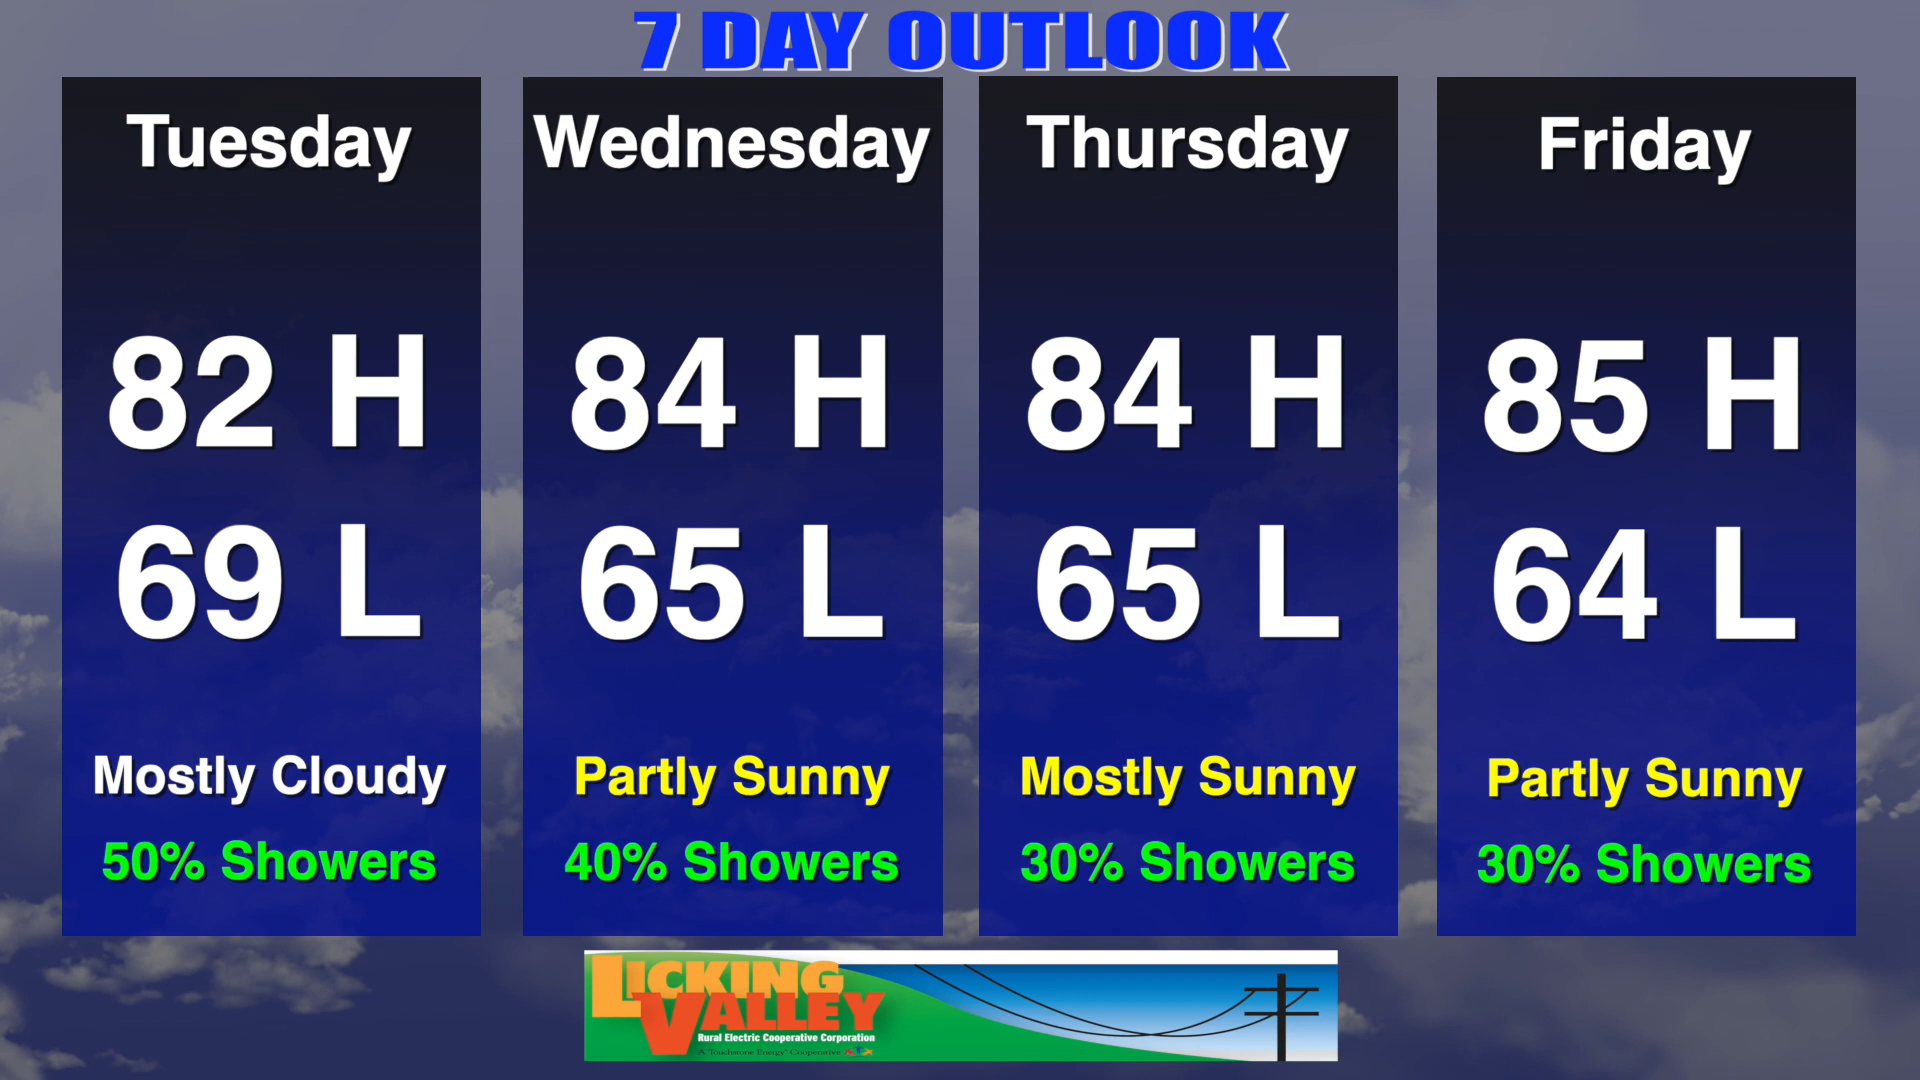 7 DAY OUTLOOK
Tuesday
82 H
69 L
Mostly Cloudy
50% Showers
Wednesday
84 H
65 L
Partly Sunny
40% Showers
Thursday
84 H
65 L
Mostly Sunny
30% Showers
Friday
85 H
64 L
Partly Sunny
30% Showers
LICKING
VALLEY
Rural Electric Cooperative Corporation
A Touchstone Energy® Cooperative